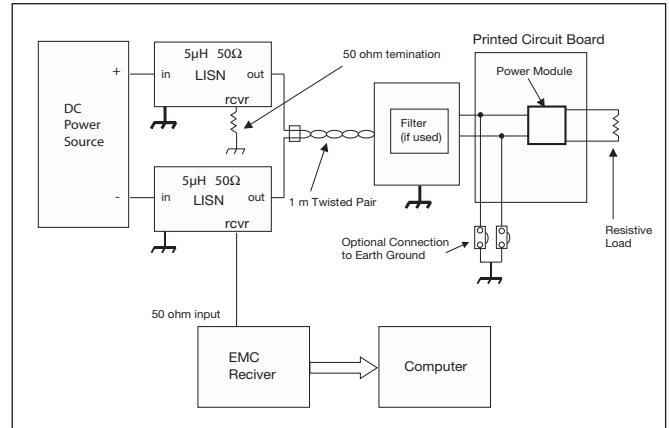 Printed Circuit Board
5µH 50Ω
LISN
in
out
rcvr
50 ohm temination
Power Module
+
DC
Power
Source
-
Filter
(if used)
5µH 50Ω
LISN
in
out
rcvr
1 m Twisted Pair
Optional Connection
to Earth Ground
Resistive
Load
50 ohm input
EMC
Reciver
Computer